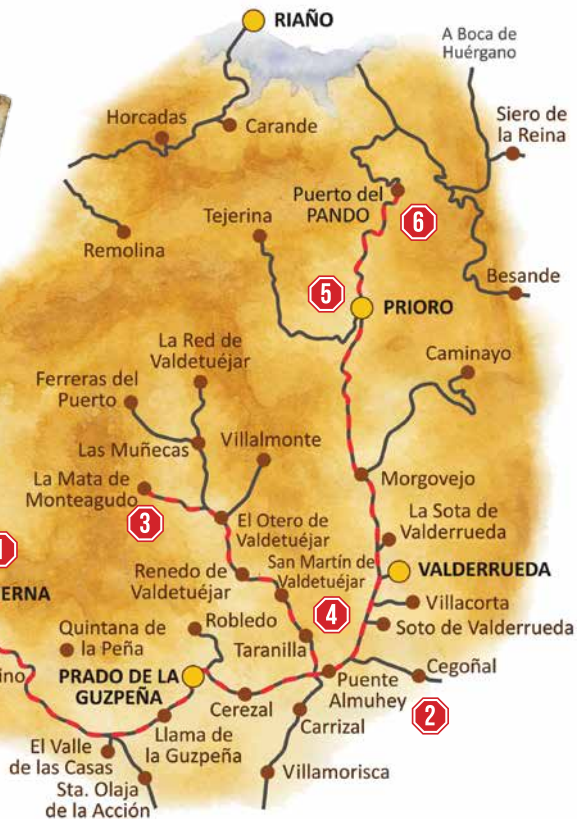 RIAÑO
A Boca de
Huérgano
Horcadas
Carande
Siero de
la Reina
Puerto del
PANDO
Tejerina
6
Remolina
5
Besande
PRIORO
La Red de
Valdetuéjar
Caminayo
Ferreras del
Puerto
Las Muñecas
Villalmonte
La Mata de
Monteagudo
Morgovejo
3
El Otero de
Valdetuéjar
La Sota de
Valderrueda
1
San Martín de
Valdetuéjar
Renedo de
Valdetuéjar
VALDERRUEDA
ERNA
4
Villacorta
Robledo
Quintana de
la Peña
Soto de Valderrueda
Taranilla
ino
PRADO DE LA
GUZPEÑA
Cegoñal
Puente
Almuhey
2
Cerezal
Carrizal
Llama de
la Guzpeña
El Valle
de las Casas
Villamorisca
Sta. Olaja
de la Acción